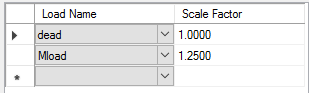 Load Name Scale Factor
dead 1.0000
Mload 1.2500
*